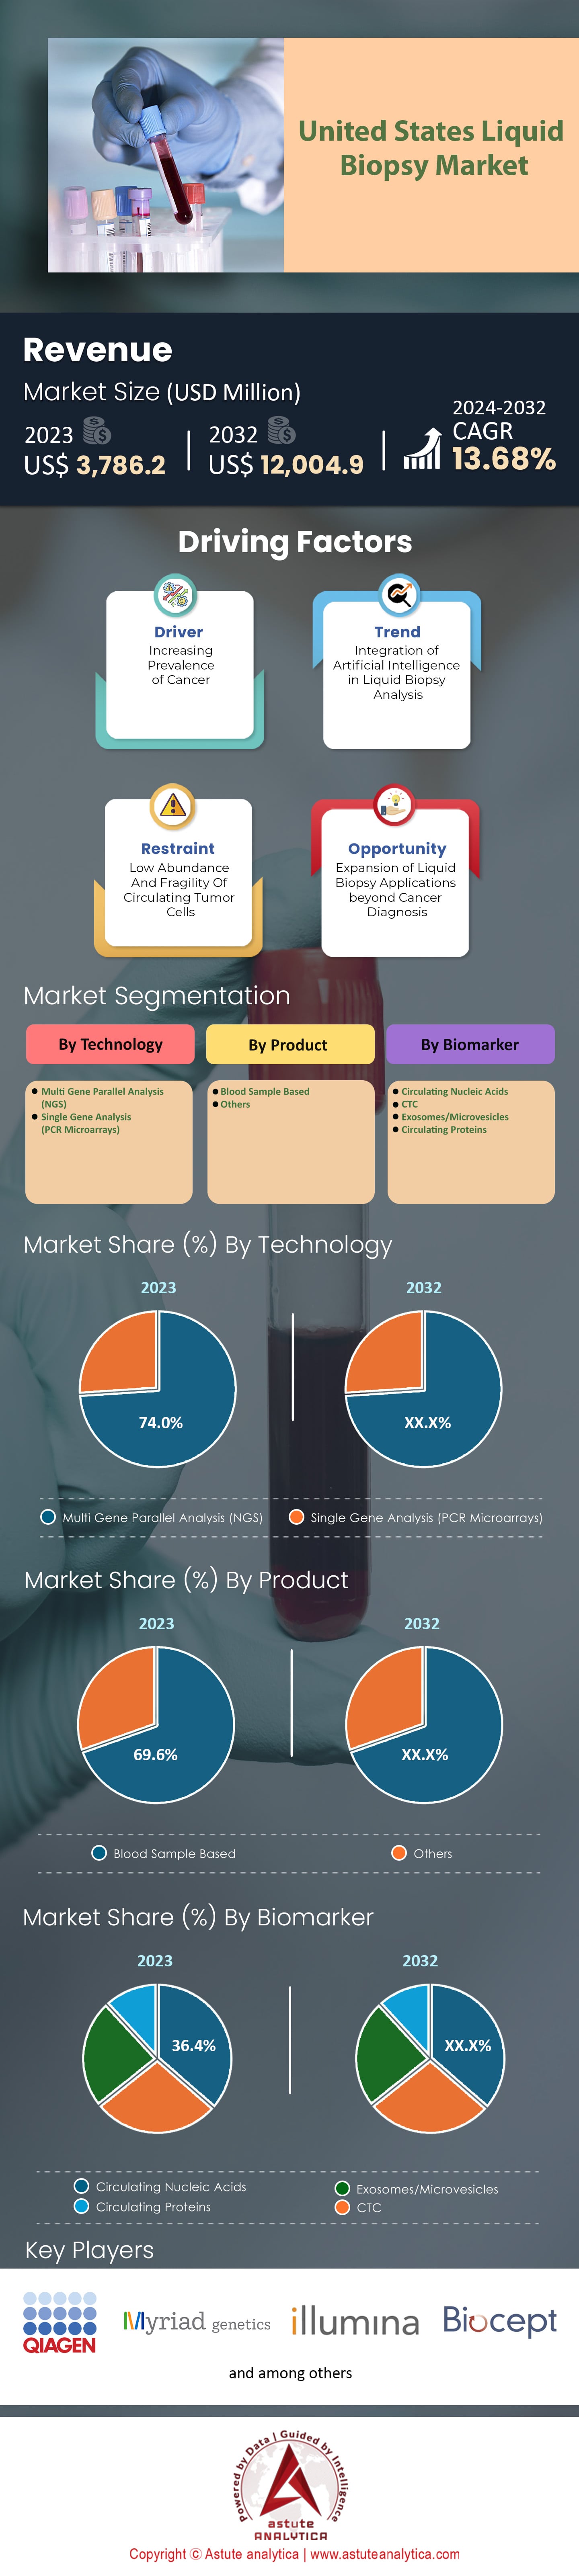 United States Liquid
Biopsy Market
Revenue
Market Size (USD Million)
2023
US$ 3,786.2
2032
US$ 12,004.9
2024-2032
CAGR
13.68%
Driving Factors
Driver
Increasing
Prevalence
of Cancer
Trend
Integration of
Artificial Intelligence
in Liquid Biopsy
Analysis
Restraint
Low Abundance
And Fragility Of
Circulating Tumor
Cells
Opportunity
Expansion of Liquid
Biopsy Applications
beyond Cancer
Diagnosis
Market Segmentation
By Technology
Multi Gene Parallel Analysis
(NGS)
Single Gene Analysis
(PCR Microarrays)
By Product
Blood Sample Based
Others
By Biomarker
Circulating Nucleic Acids
CTC
Exosomes/Microvesicles
Circulating Proteins
Market Share (%) By Technology
2023
2032
74.0%
XX.X%
Multi Gene Parallel Analysis (NGS)
Single Gene Analysis (PCR Microarrays)
Market Share (%) By Product
2023
2032
69.6%
XX.X%
Blood Sample Based
Others
Market Share (%) By Biomarker
2023
2032
36.4%
XX.X%
Circulating Nucleic Acids
Exosomes/Microvesicles
Circulating Proteins
CTC
Key Players
QIAGEN
Myriad genetics
illumina
Biocept
and among others
Powered by Data | Guided by Intelligence
astute
ANALYTICA
Copyright © Astute analytica | www.astuteanalytica.com